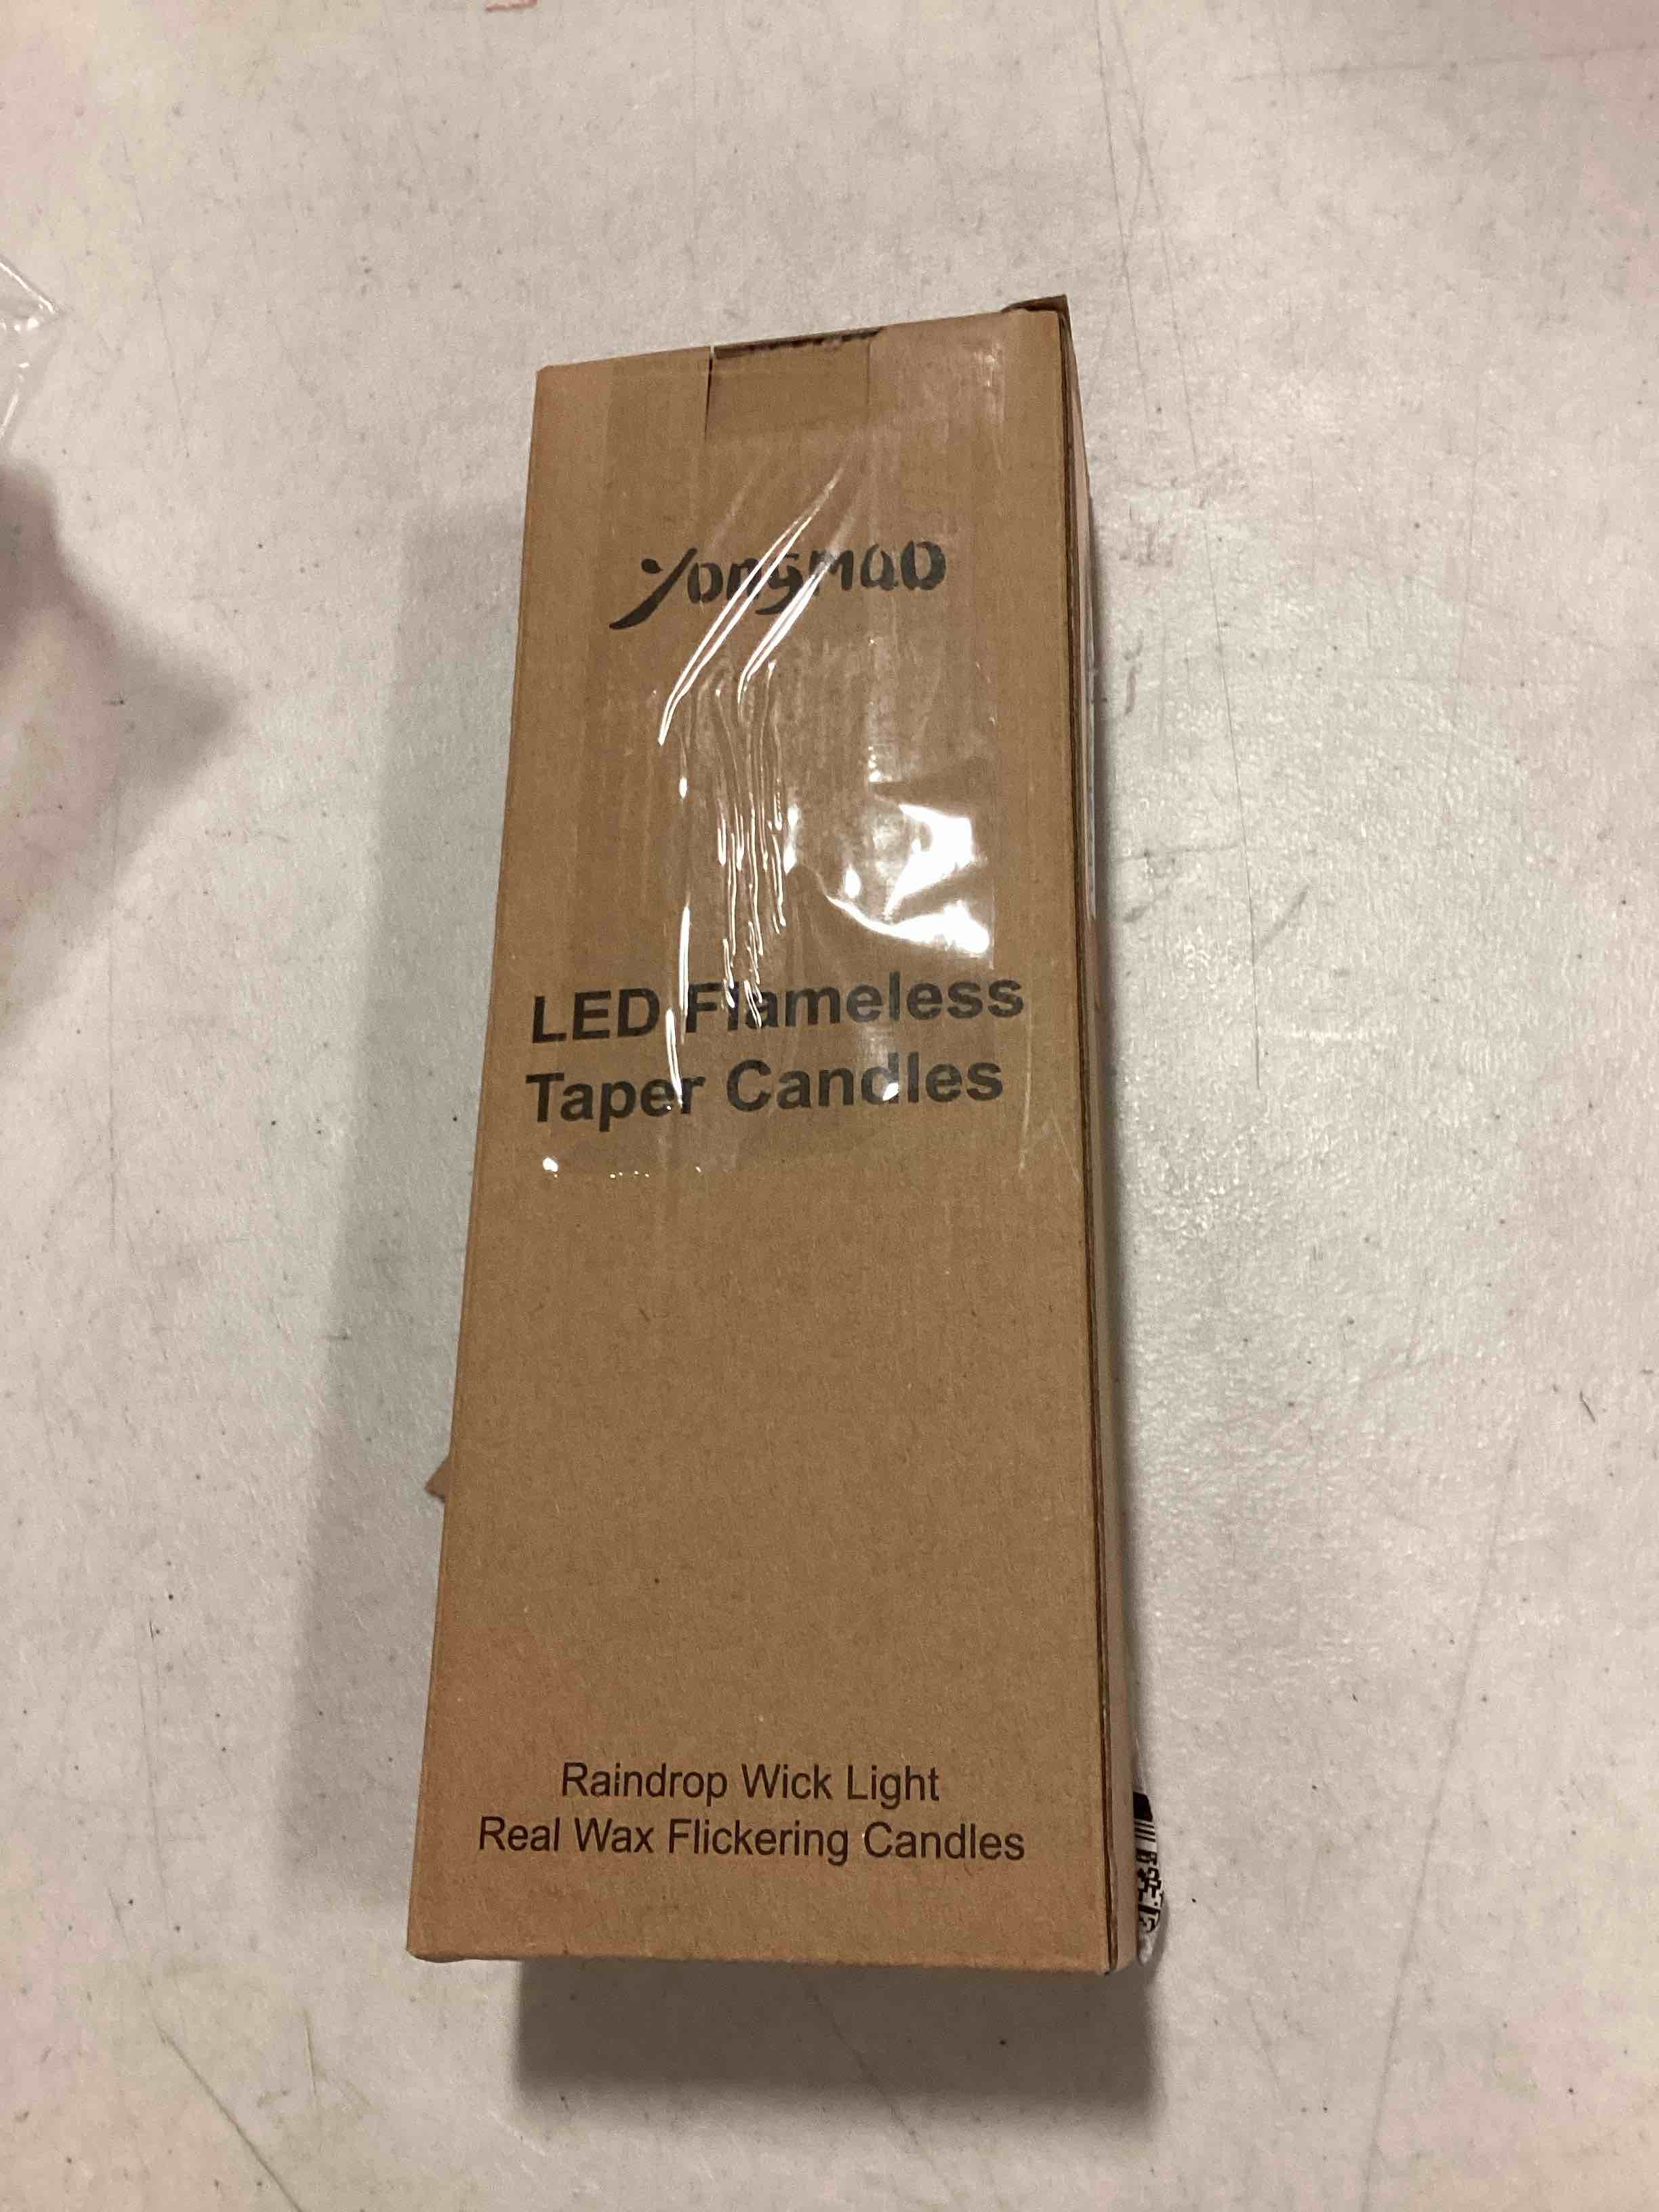 Yongmao
LED Flameless
Taper Candles
Raindrop Wick Light
Real Wax Flickering Candles